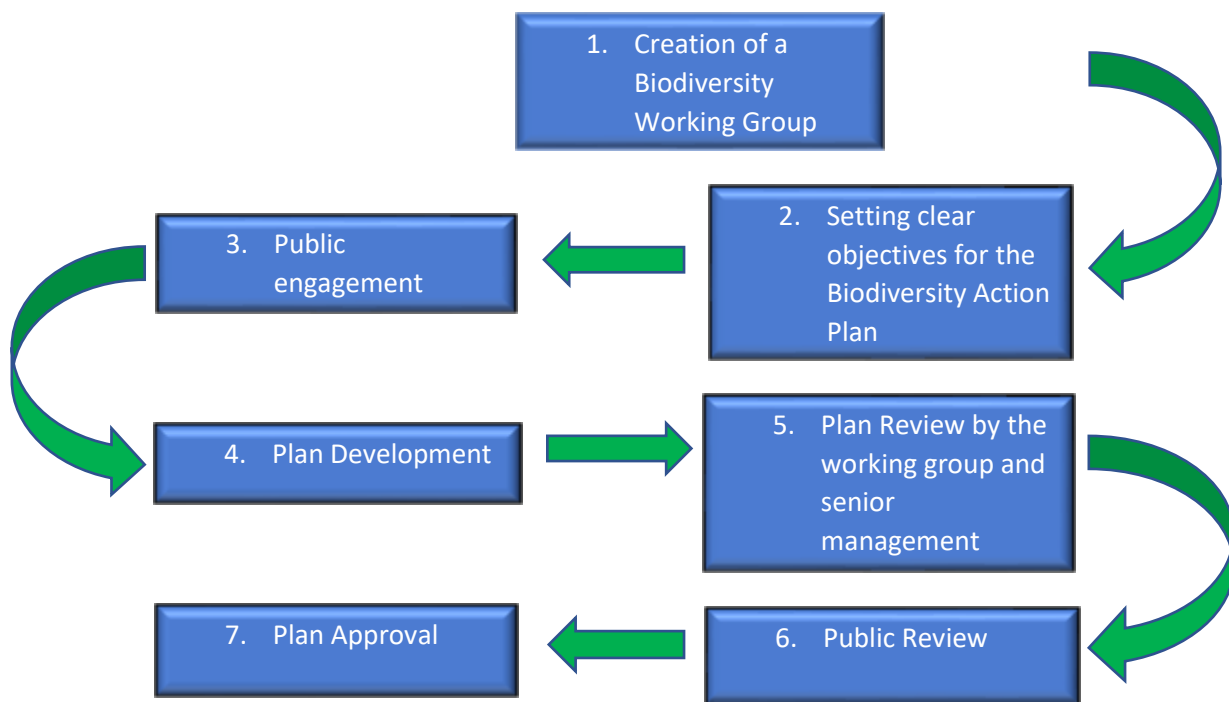 1. Creation of a
Biodiversity
Working Group
2. Setting clear
objectives for the
Biodiversity Action
Plan
3. Public
engagement
4. Plan Development
5. Plan Review by the
working group and
senior
management
6. Public Review
7. Plan Approval